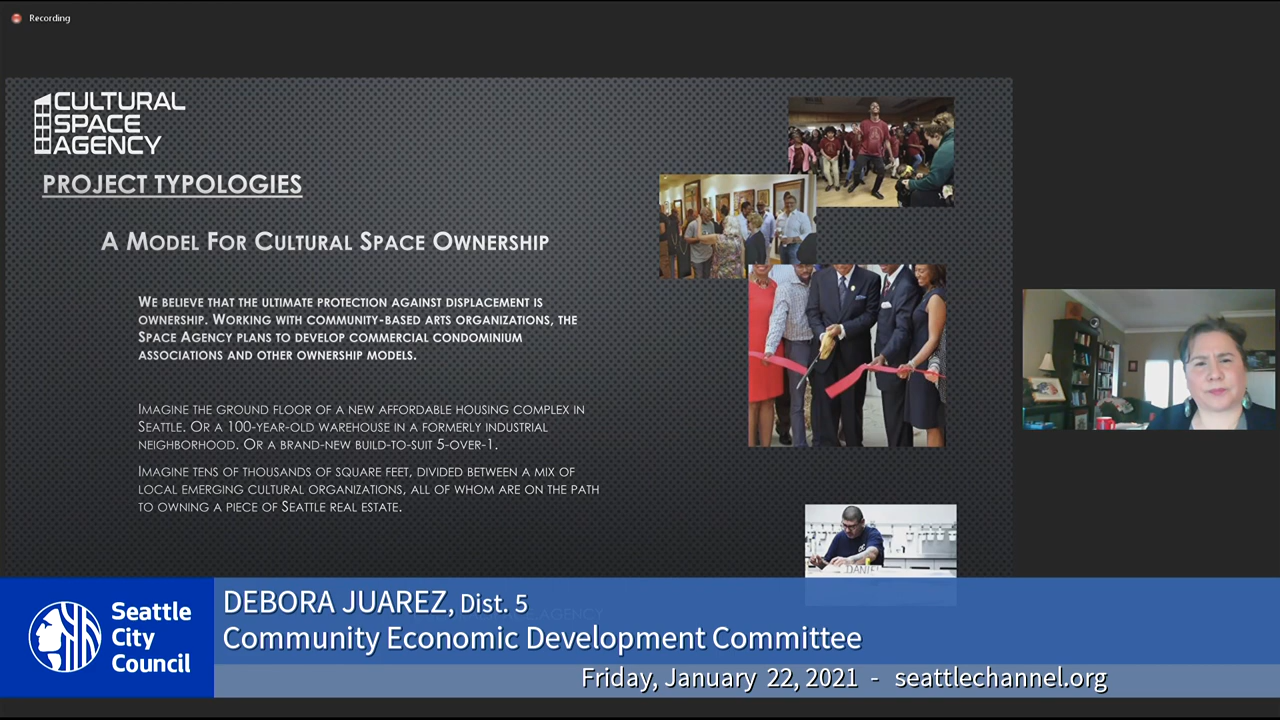 Recording
CULTURAL
SPACE
AGENCY
PROJECT TYPOLOGIES
A MODEL FOR CULTURAL SPACE OWNERSHIP
WE BELIEVE THAT THE ULTIMATE PROTECTION AGAINST DISPLACEMENT IS
OWNERSHIP. WORKING WITH COMMUNITY-BASED ARTS ORGANIZATIONS, THE
SPACE AGENCY PLANS TO DEVELOP COMMERCIAL CONDOMINIUM
ASSOCIATIONS AND OTHER OWNERSHIP MODELS.
IMAGINE THE GROUND FLOOR OF A NEW AFFORDABLE HOUSING COMPLEX IN
SEATTLE. OR A 100-YEAR-OLD WAREHOUSE IN A FORMERLY INDUSTRIAL
NEIGHBORHOOD. OR A BRAND-NEW BUILD-TO-SUIT 5-OVER-1.
IMAGINE TENS OF THOUSANDS OF SQUARE FEET, DIVIDED BETWEEN A MIX OF
LOCAL EMERGING CULTURAL ORGANIZATIONS, ALL OF WHOM ARE ON THE PATH
TO OWNING A PIECE OF SEATTLE REAL ESTATE.
DANIEL
Seattle
City
Council
DEBORA JUAREZ, Dist. 5
Community Economic Development Committee
Friday, January 22, 2021 - seattlechannel.org